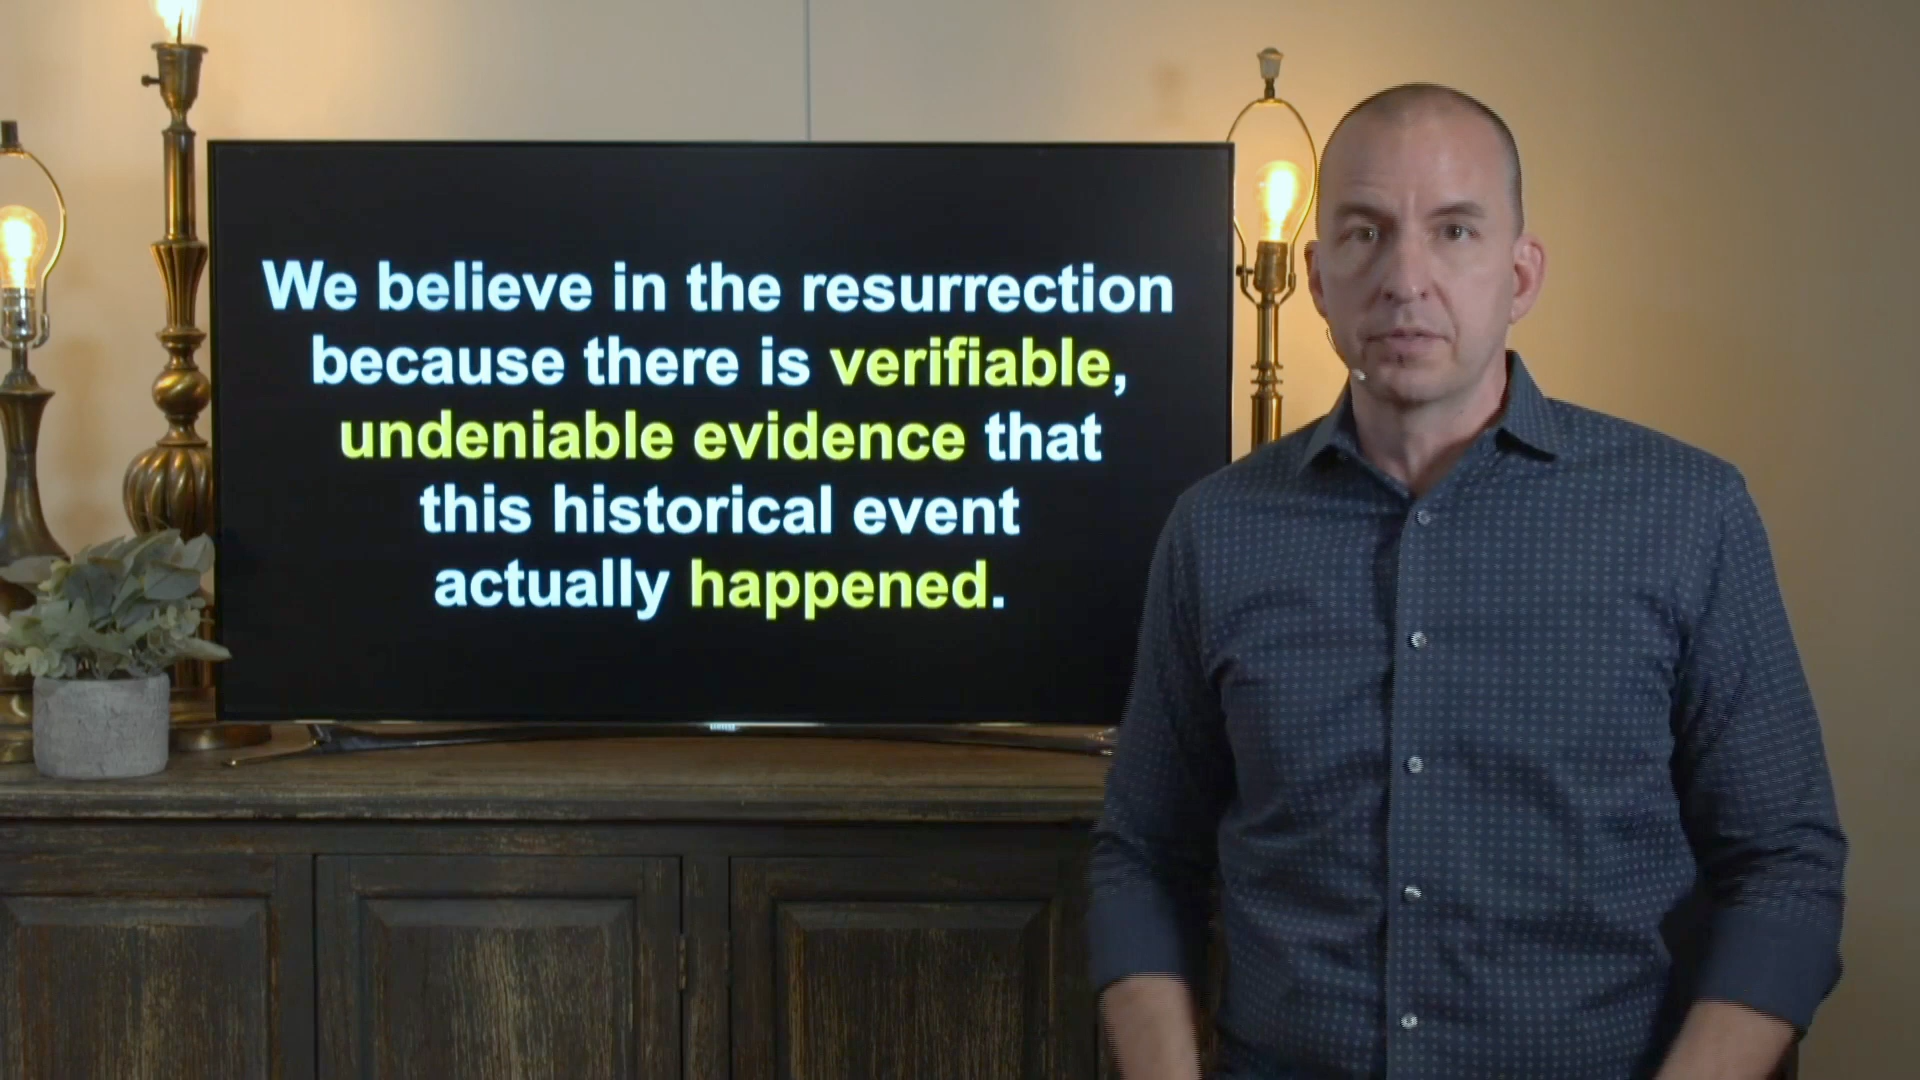 We believe in the resurrection
because there is verifiable,
undeniable evidence that
this historical event
actually happened.